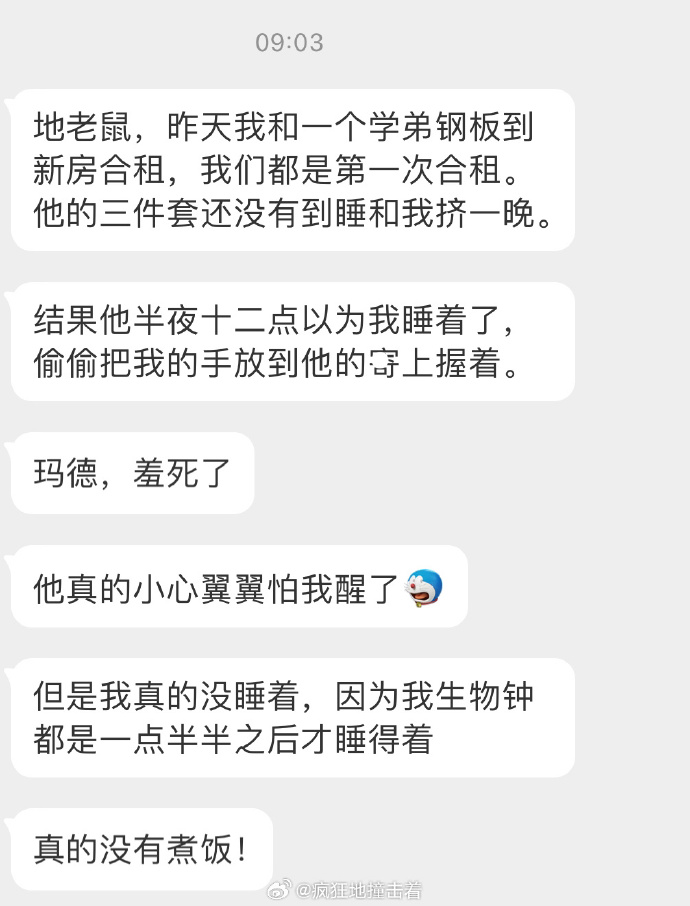 09:03
地老鼠，昨天我和一个学弟钢板到
新房合租，我们都是第一次合租。
他的三件套还没有到睡和我挤一晚。
结果他半夜十二点以为我睡着了，
偷偷把我的手放到他的上握着。
玛德，羞死了
他真的小心翼翼怕我醒了
但是我真的没睡着，因为我生物钟
都是一点半半之后才睡得着
真的没有煮饭！
@疯狂地撞击着